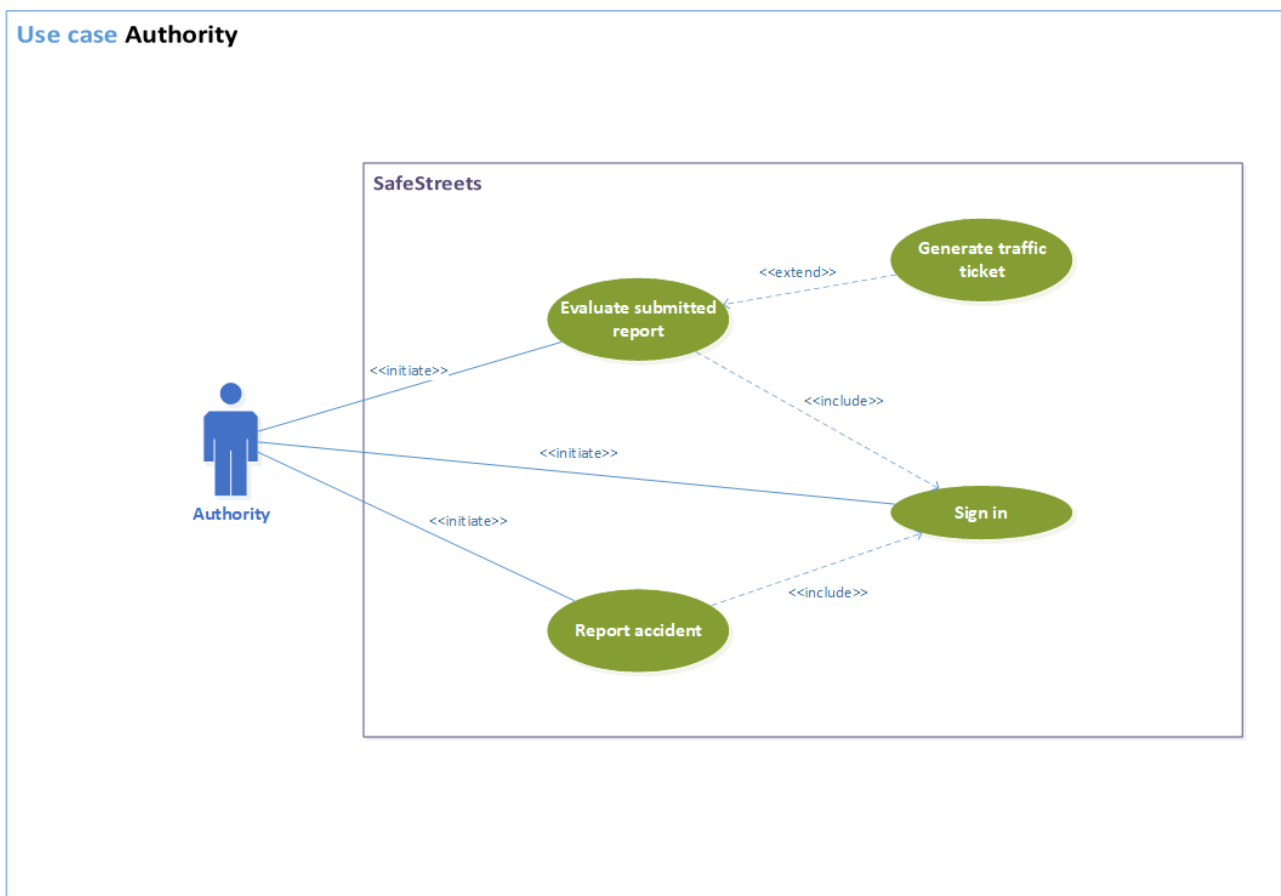 Use case Authority
SafeStreets
Generate traffic
ticket
<<extend>>
Evaluate submitted
report
<<initiate>>
<<include>>
<<initiate>>
Authority
Sign in
<<initiate>>
<<include>>
Report accident